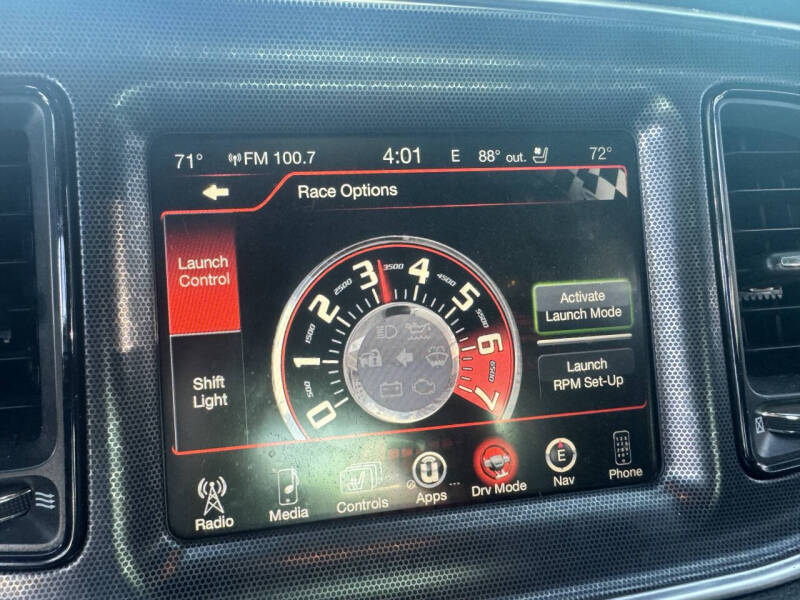 71° FM 100.7 4:01 E 88° out. 72°
Race Options
Launch
Control
Shift
Light
0 500 1 1500 2 2500 3 3500 4 4500 5 5500 6 6500 7
Activate
Launch Mode
Launch
RPM Set-Up
Radio Media Controls Apps Drv Mode E Nav Phone